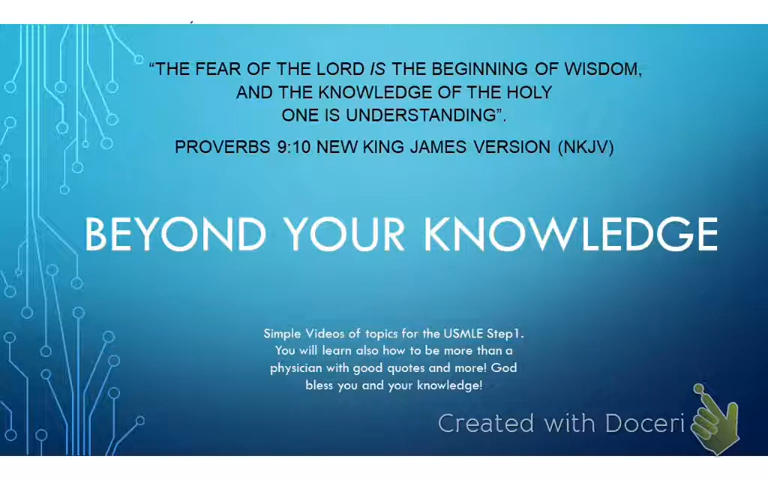 “THE FEAR OF THE LORD IS THE BEGINNING OF WISDOM,
AND THE KNOWLEDGE OF THE HOLY
ONE IS UNDERSTANDING”.
PROVERBS 9:10 NEW KING JAMES VERSION (NKJV)
BEYOND YOUR KNOWLEDGE
Simple Videos of topics for the USMLE Step1.
You will learn also how to be more than a
physician with good quotes and more! God
bless you and your knowledge!
Created with Doceri